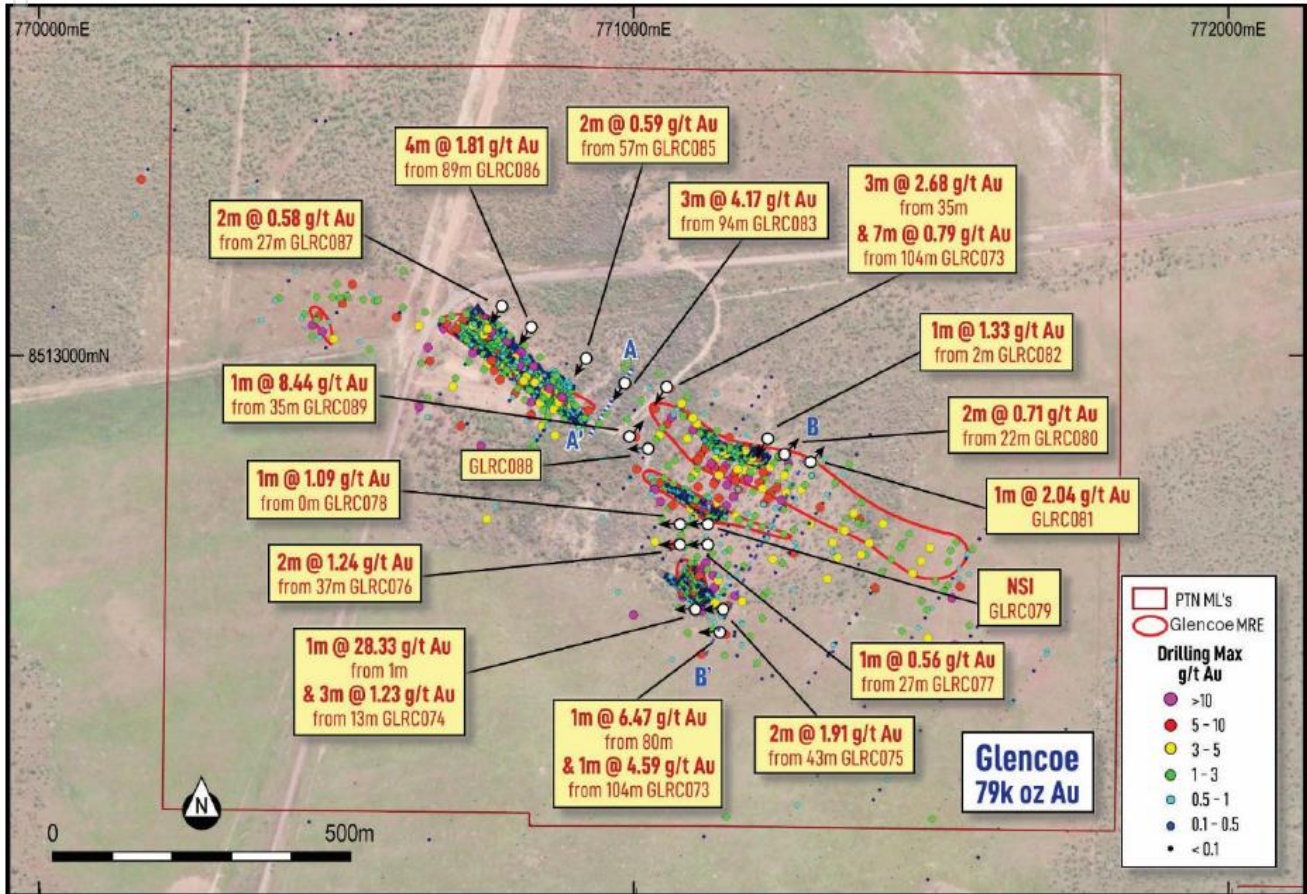 770000mE
771000mE
772000mE
2m @ 0.59 g/t Au
from 57m GLRC085
4m @ 1.81 g/t Au
from 89m GLRC086
3m @ 4.17 g/t Au
from 94m GLRC083
3m @ 2.68 g/t Au
from 35m
& 7m @ 0.79 g/t Au
from 104m GLRC073
2m @ 0.58 g/t Au
from 27m GLRC087
1m @ 1.33 g/t Au
from 2m GLRC082
8513000mN
A
1m @ 8.44 g/t Au
from 35m GLRC089
A'
B
2m @ 0.71 g/t Au
from 22m GLRC080
GLRC088
1m @ 1.09 g/t Au
from 0m GLRC078
1m @ 2.04 g/t Au
GLRC081
2m @ 1.24 g/t Au
from 37m GLRC076
NSI
GLRC079
1m @ 28.33 g/t Au
from 1m
& 3m @ 1.23 g/t Au
from 13m GLRC074
B'
1m @ 0.56 g/t Au
from 27m GLRC077
1m @ 6.47 g/t Au
from 80m
& 1m @ 4.59 g/t Au
from 104m GLRC073
2m @ 1.91 g/t Au
from 43m GLRC075
Glencoe
79k oz Au
PTN ML's
Glencoe MRE
Drilling Max
g/t Au
>10
5 - 10
3 - 5
1 - 3
0.5 - 1
0.1 - 0.5
< 0.1
N
0
500m